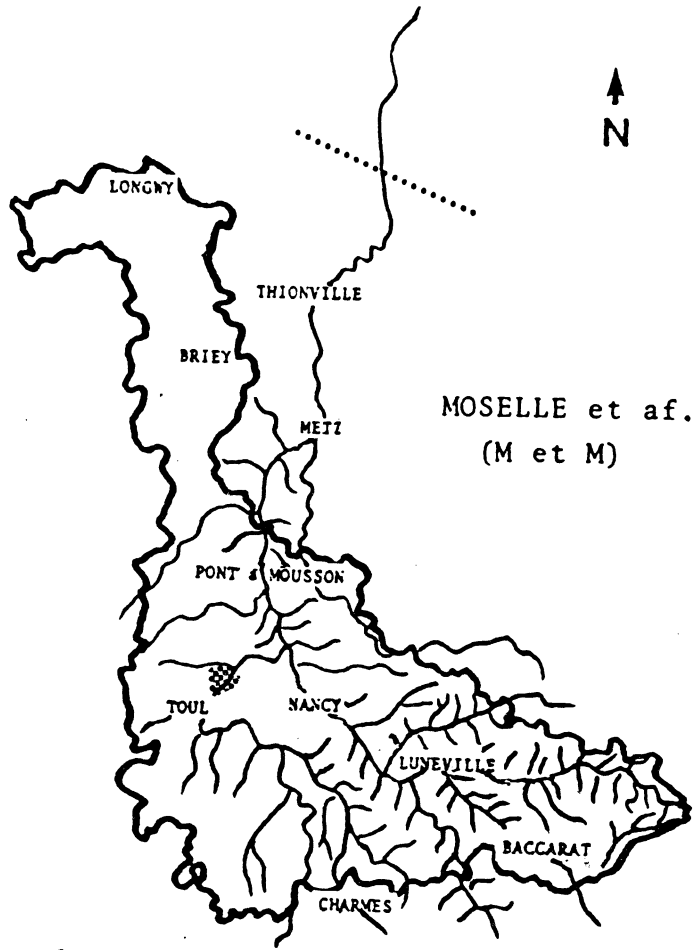 N
LONGWY
THIONVILLE
BRIEY
MOSELLE et af.
METZ
(M et M)
PONT à MOUSSON
TOUL
NANCY
LUNEVILLE
BACCARAT
CHARMES